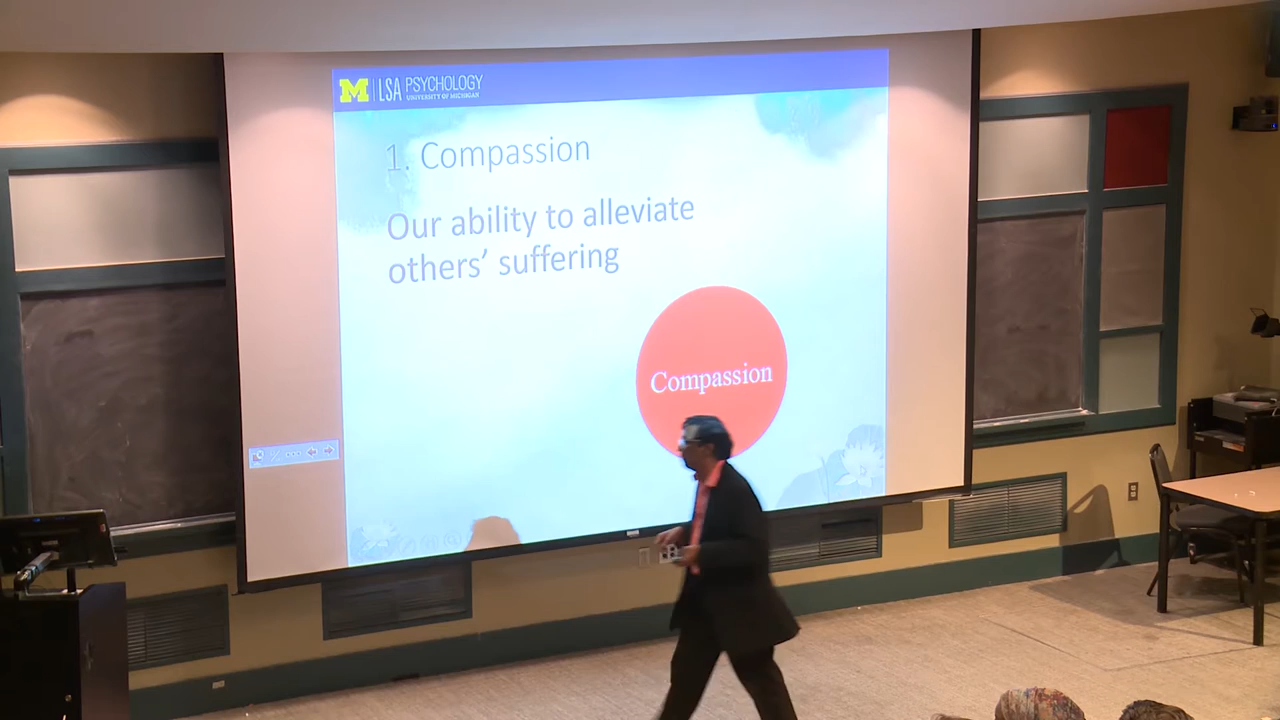 M LSA PSYCHOLOGY
UNIVERSITY OF MICHIGAN
1. Compassion
Our ability to alleviate
others’ suffering
Compassion